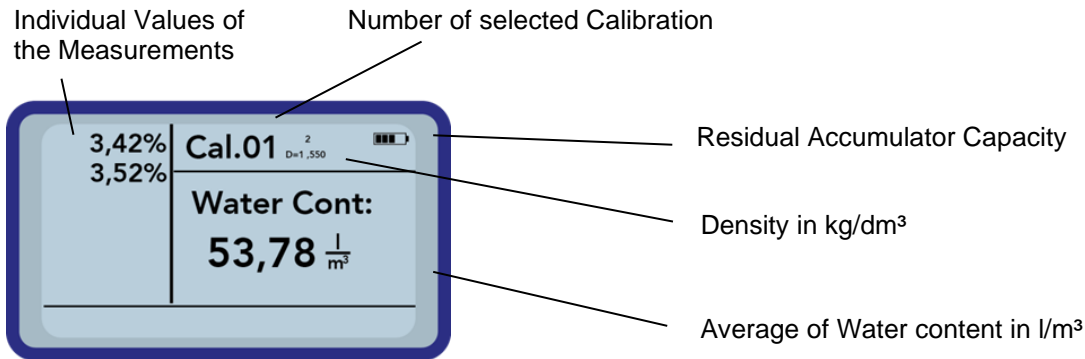 Individual Values of
the Measurements
Number of selected Calibration
3,42%
3,52%
Cal.01
2
D=1,550
Water Cont:
53,78 l/m³
Residual Accumulator Capacity
Density in kg/dm³
Average of Water content in l/m³